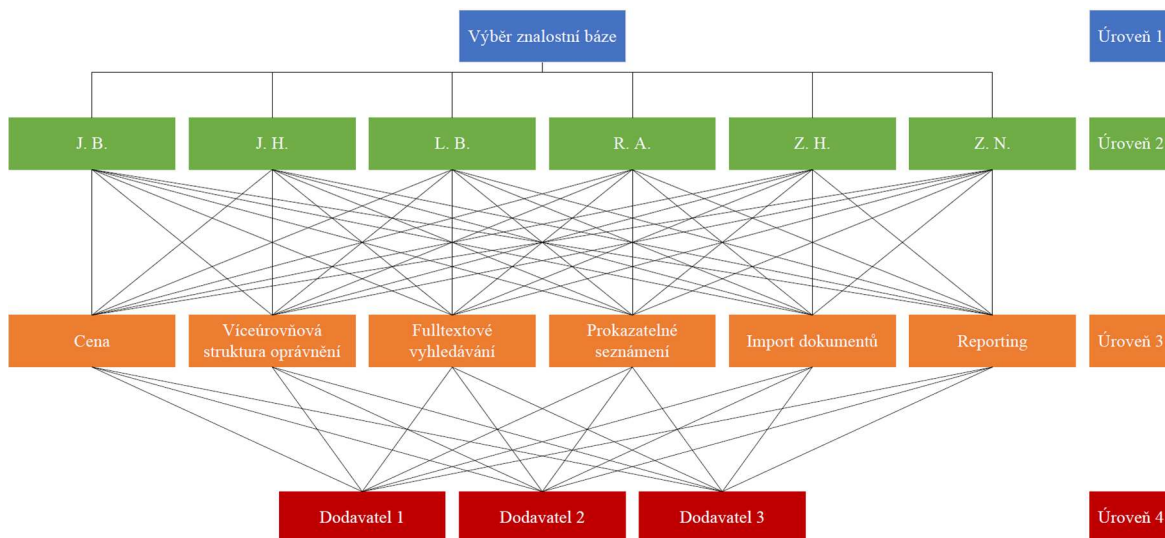 Výběr znalostní báze
Úroveň 1
J. B.
J. H.
L. B.
R. A.
Z. H.
Z. N.
Úroveň 2
Cena
Víceúrovňová
struktura oprávnění
Fulltextové
vyhledávání
Prokazatelné
seznámení
Import dokumentů
Reporting
Úroveň 3
Dodavatel 1
Dodavatel 2
Dodavatel 3
Úroveň 4